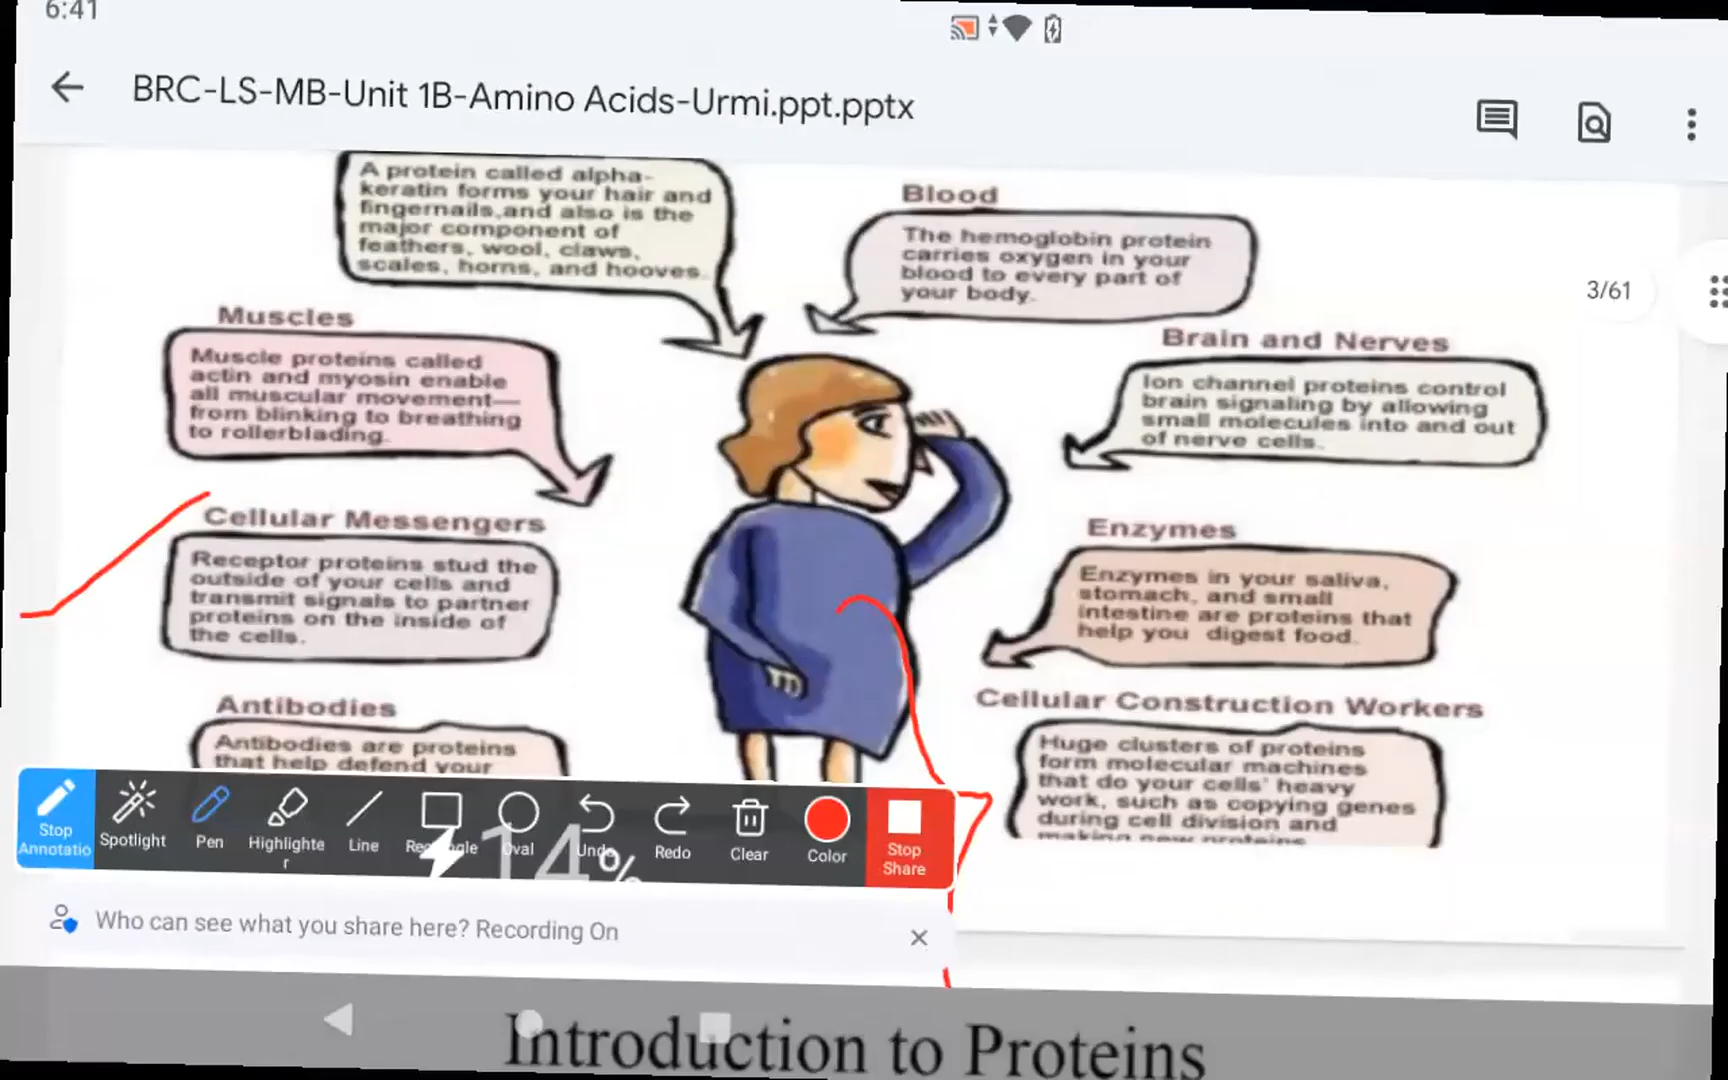 6:41
BRC-LS-MB-Unit 1B-Amino Acids-Urmi.ppt.pptx
3/61
A protein called alpha-
keratin forms your hair and
fingernails,and also is the
major component of
feathers, wool, claws,
scales, horns, and hooves.
Blood
The hemoglobin protein
carries oxygen in your
blood to every part of
your body.
Muscles
Muscle proteins called
actin and myosin enable
all muscular movement—
from blinking to breathing
to rollerblading.
Brain and Nerves
Ion channel proteins control
brain signaling by allowing
small molecules into and out
of nerve cells.
Cellular Messengers
Receptor proteins stud the
outside of your cells and
transmit signals to partner
proteins on the inside of
the cells.
Enzymes
Enzymes in your saliva,
stomach, and small
intestine are proteins that
help you digest food.
Antibodies
Antibodies are proteins
that help defend your
Cellular Construction Workers
Huge clusters of proteins
form molecular machines
that do your cells' heavy
work, such as copying genes
during cell division and
making new proteins.
Stop
Annotatio
Spotlight
Pen
Highlighte
r
Line
Rectangle
Oval
Undo
Redo
Clear
Color
Stop
Share
14%
Who can see what you share here? Recording On
Introduction to Proteins